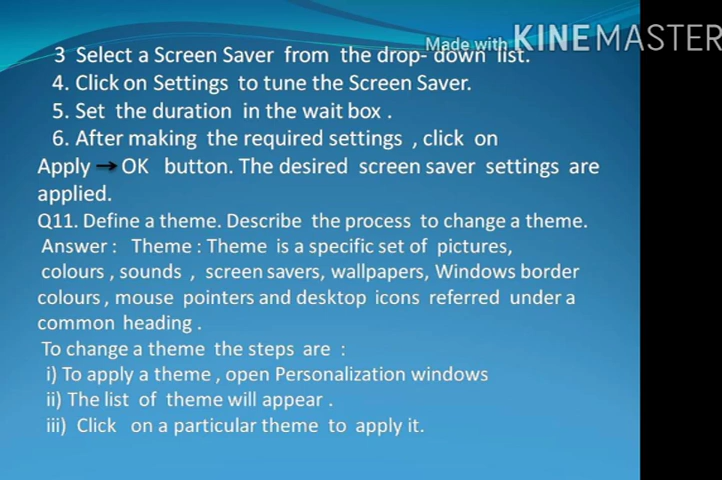 Made with KINEMASTER
3 Select a Screen Saver from the drop- down list.
4. Click on Settings to tune the Screen Saver.
5. Set the duration in the wait box .
6. After making the required settings , click on
Apply → OK button. The desired screen saver settings are
applied.
Q11. Define a theme. Describe the process to change a theme.
Answer : Theme : Theme is a specific set of pictures,
colours , sounds , screen savers, wallpapers, Windows border
colours , mouse pointers and desktop icons referred under a
common heading .
To change a theme the steps are :
i) To apply a theme , open Personalization windows
ii) The list of theme will appear .
iii) Click on a particular theme to apply it.